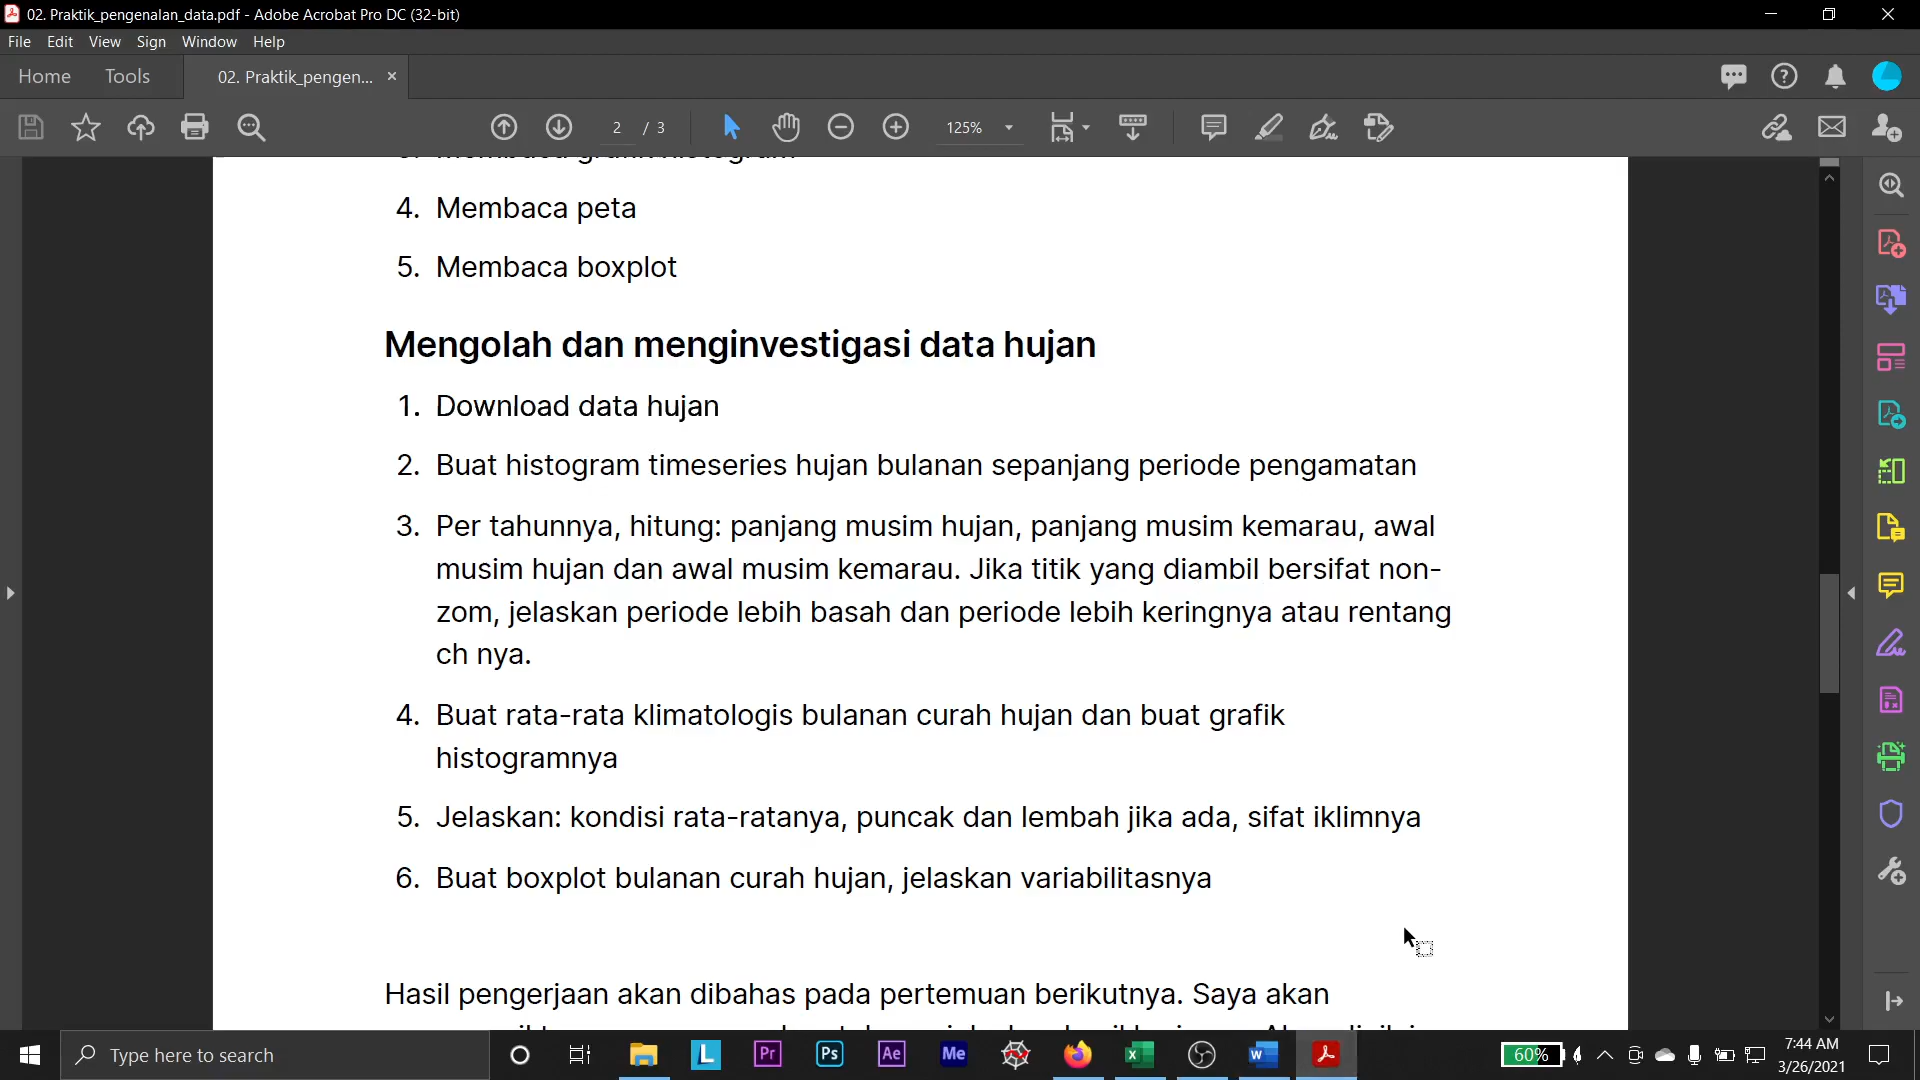 02. Praktik_pengenalan_data.pdf - Adobe Acrobat Pro DC (32-bit)
File Edit View Sign Window Help
Home Tools 02. Praktik_pengen... ×
2 / 3 125%
4. Membaca peta
5. Membaca boxplot
Mengolah dan menginvestigasi data hujan
1. Download data hujan
2. Buat histogram timeseries hujan bulanan sepanjang periode pengamatan
3. Per tahunnya, hitung: panjang musim hujan, panjang musim kemarau, awal
musim hujan dan awal musim kemarau. Jika titik yang diambil bersifat non-
zom, jelaskan periode lebih basah dan periode lebih keringnya atau rentang
ch nya.
4. Buat rata-rata klimatologis bulanan curah hujan dan buat grafik
histogramnya
5. Jelaskan: kondisi rata-ratanya, puncak dan lembah jika ada, sifat iklimnya
6. Buat boxplot bulanan curah hujan, jelaskan variabilitasnya
Hasil pengerjaan akan dibahas pada pertemuan berikutnya. Saya akan
Type here to search
L Pr Ps Ae Me
60%
7:44 AM
3/26/2021